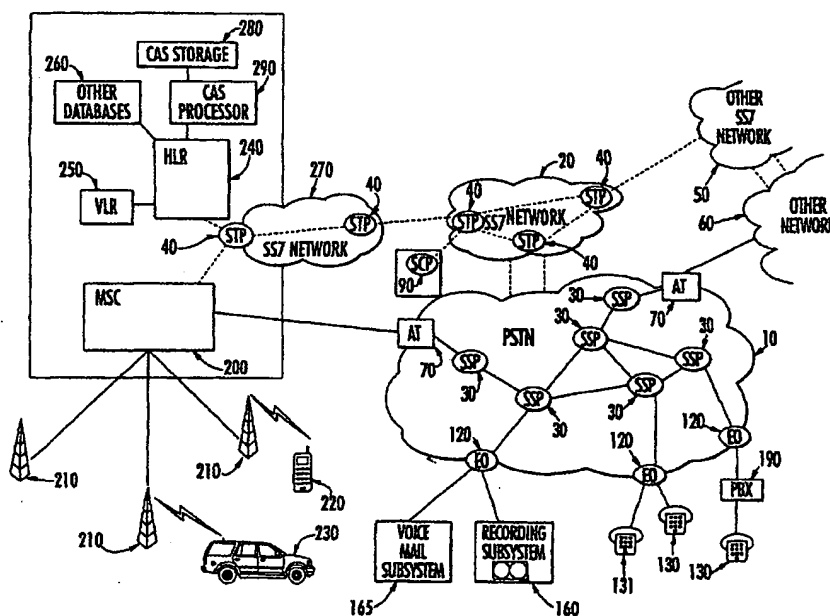 280
CAS STORAGE
260
290
OTHER
DATABASES
CAS
PROCESSOR
HLR
240
250
VLR
270
40
STP
40
STP
SS7 NETWORK
20
40
40
STP
STP
SS7 NETWORK
STP
40
OTHER
SS7
NETWORK
50
60
OTHER
NETWORK
SCP
90
MSC
200
AT
70
PSTN
30
SSP
AT
70
30
SSP
30
SSP
10
SSP
30
SSP
30
SSP
30
120
EO
120
EO
120
EO
190
PBX
210
210
220
210
230
VOICE
MAIL
SUBSYSTEM
165
RECORDING
SUBSYSTEM
160
131
130
130